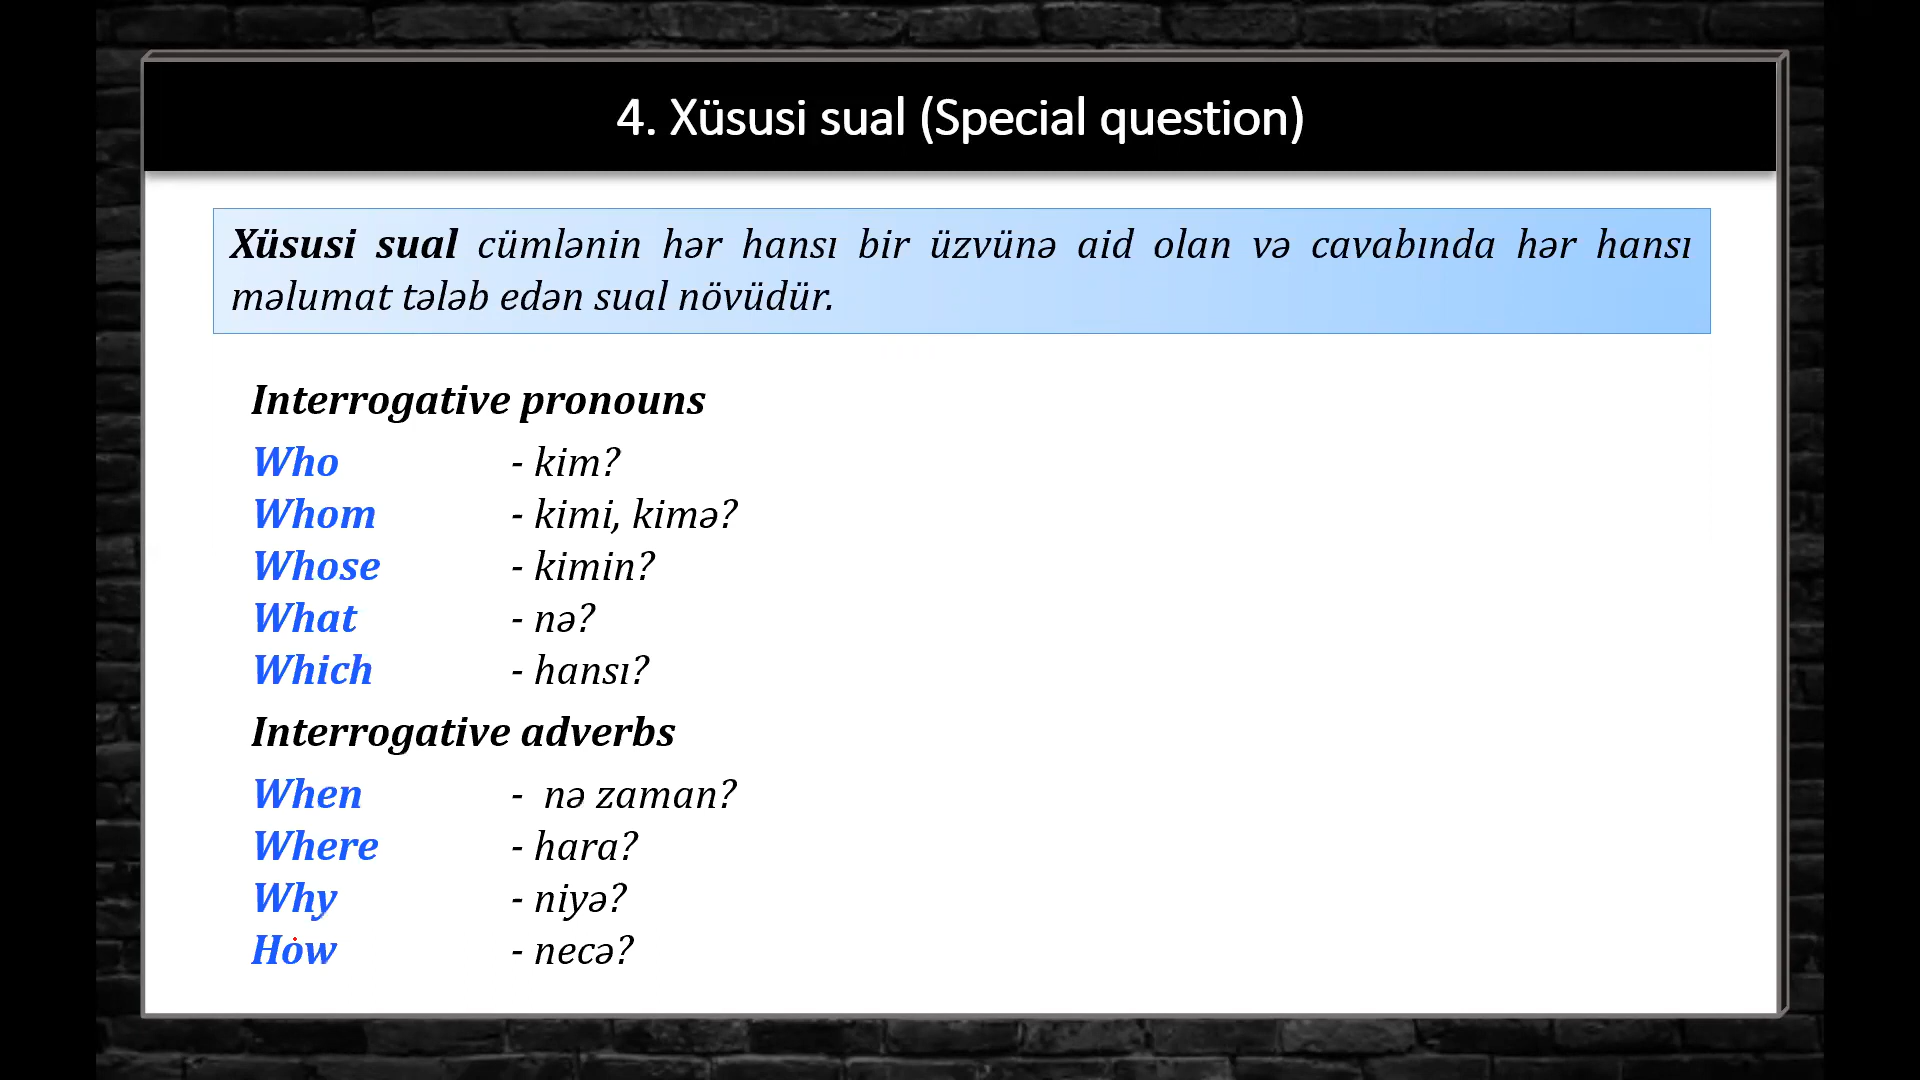 4. Xüsusi sual (Special question)
Xüsusi sual cümlənin hər hansı bir üzvünə aid olan və cavabında hər hansı
məlumat tələb edən sual növüdür.
Interrogative pronouns
Who - kim?
Whom - kimi, kimə?
Whose - kimin?
What - nə?
Which - hansı?
Interrogative adverbs
When - nə zaman?
Where - hara?
Why - niyə?
How - necə?